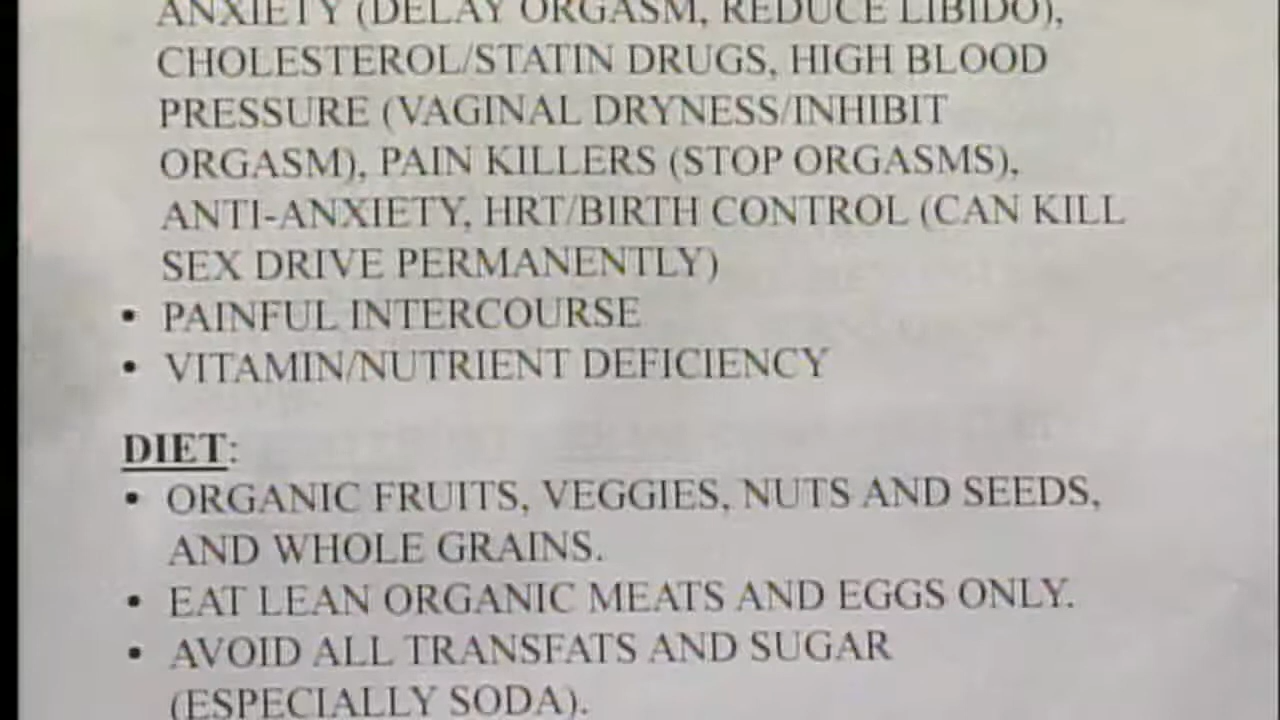 ANXIETY (DELAY ORGASM, REDUCE LIBIDO),
CHOLESTEROL/STATIN DRUGS, HIGH BLOOD
PRESSURE (VAGINAL DRYNESS/INHIBIT
ORGASM), PAIN KILLERS (STOP ORGASMS),
ANTI-ANXIETY, HRT/BIRTH CONTROL (CAN KILL
SEX DRIVE PERMANENTLY)
• PAINFUL INTERCOURSE
• VITAMIN/NUTRIENT DEFICIENCY
DIET:
• ORGANIC FRUITS, VEGGIES, NUTS AND SEEDS,
AND WHOLE GRAINS.
• EAT LEAN ORGANIC MEATS AND EGGS ONLY.
• AVOID ALL TRANSFATS AND SUGAR
(ESPECIALLY SODA).